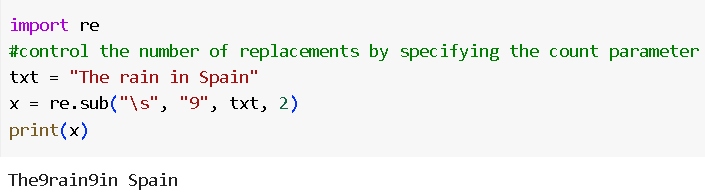 import re
#control the number of replacements by specifying the count parameter
txt = "The rain in Spain"
x = re.sub("\s", "9", txt, 2)
print(x)
The9rain9in Spain